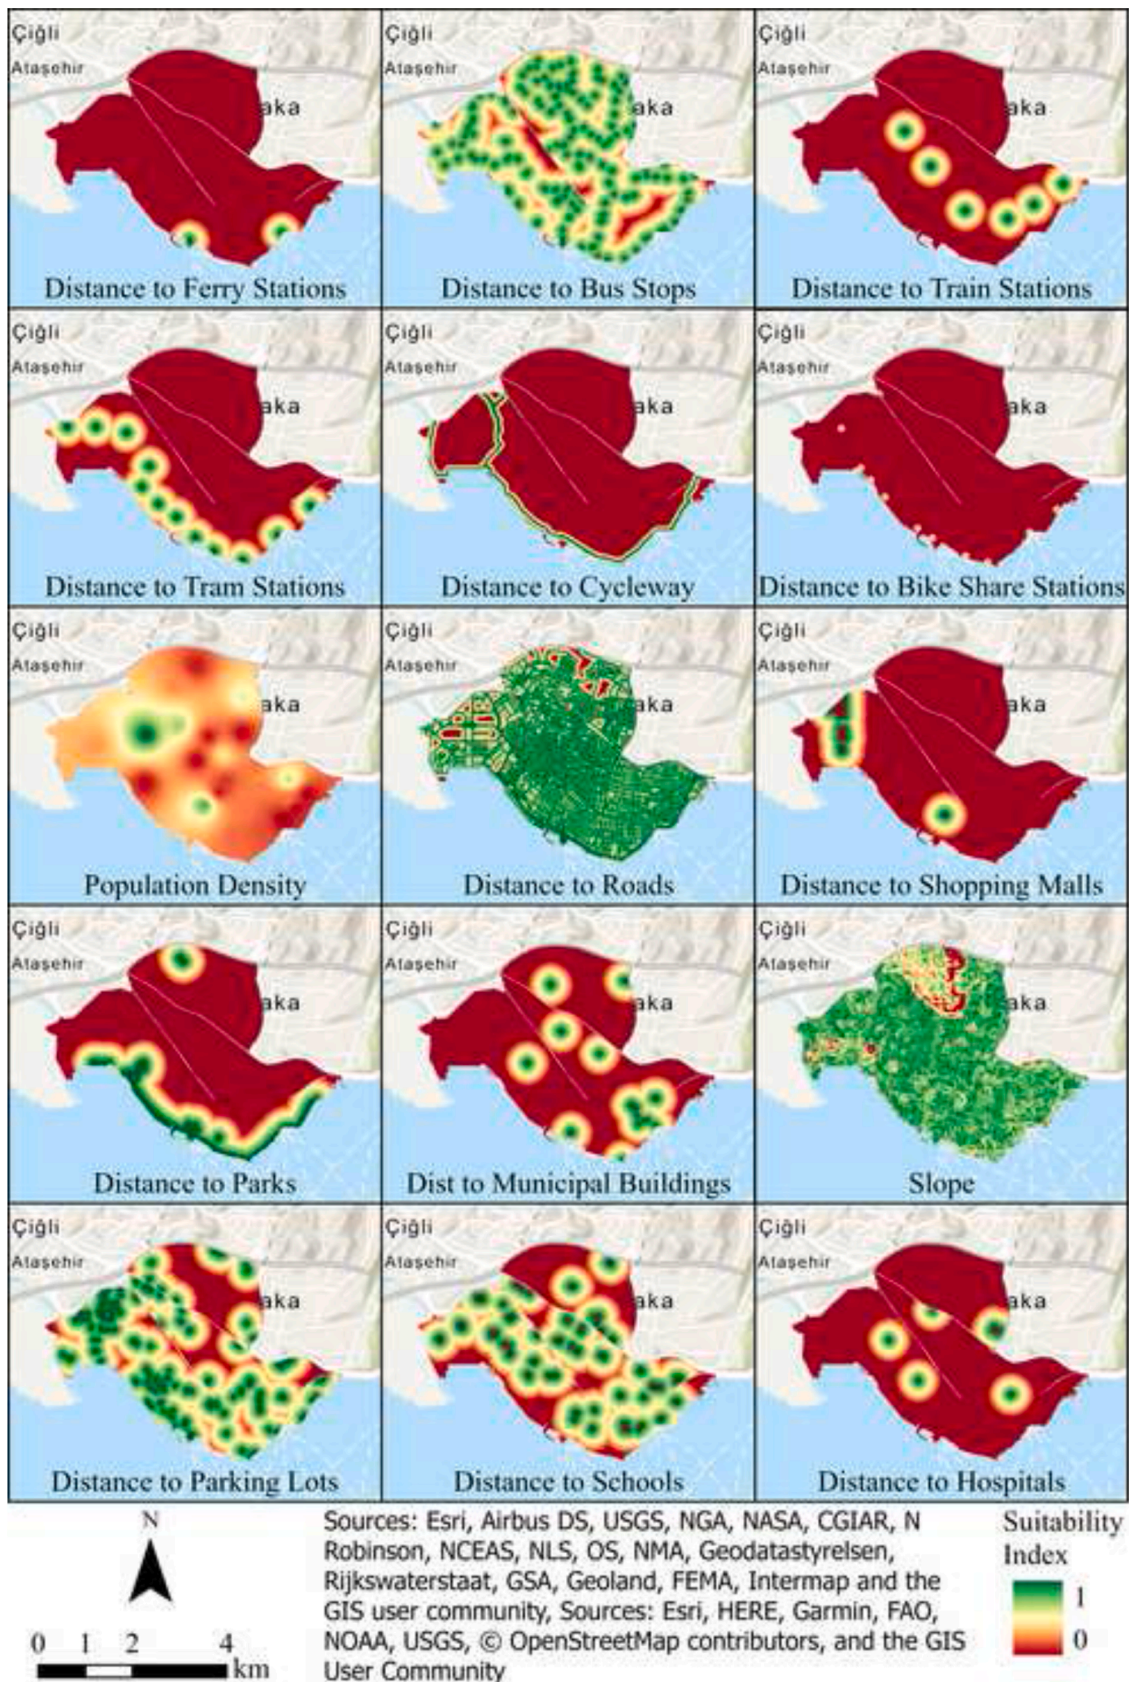 Çiğli
Çiğli
Çiğli
Ataşehir
Ataşehir
Ataşehir
aka
aka
aka
Distance to Ferry Stations
Distance to Bus Stops
Distance to Train Stations
Çiğli
Çiğli
Çiğli
Ataşehir
Ataşehir
Ataşehir
aka
aka
aka
Distance to Tram Stations
Distance to Cycleway
Distance to Bike Share Stations
Çiğli
Çiğli
Çiğli
Ataşehir
Ataşehir
Ataşehir
aka
aka
aka
Population Density
Distance to Roads
Distance to Shopping Malls
Çiğli
Çiğli
Çiğli
Ataşehir
Ataşehir
Ataşehir
aka
aka
aka
Distance to Parks
Dist to Municipal Buildings
Slope
Çiğli
Çiğli
Çiğli
Ataşehir
Ataşehir
Ataşehir
aka
aka
aka
Distance to Parking Lots
Distance to Schools
Distance to Hospitals
N
0 1 2 4
km
Sources: Esri, Airbus DS, USGS, NGA, NASA, CGIAR, N
Robinson, NCEAS, NLS, OS, NMA, Geodatastyrelsen,
Rijkswaterstaat, GSA, Geoland, FEMA, Intermap and the
GIS user community, Sources: Esri, HERE, Garmin, FAO,
NOAA, USGS, © OpenStreetMap contributors, and the GIS
User Community
Suitability
Index
1
0